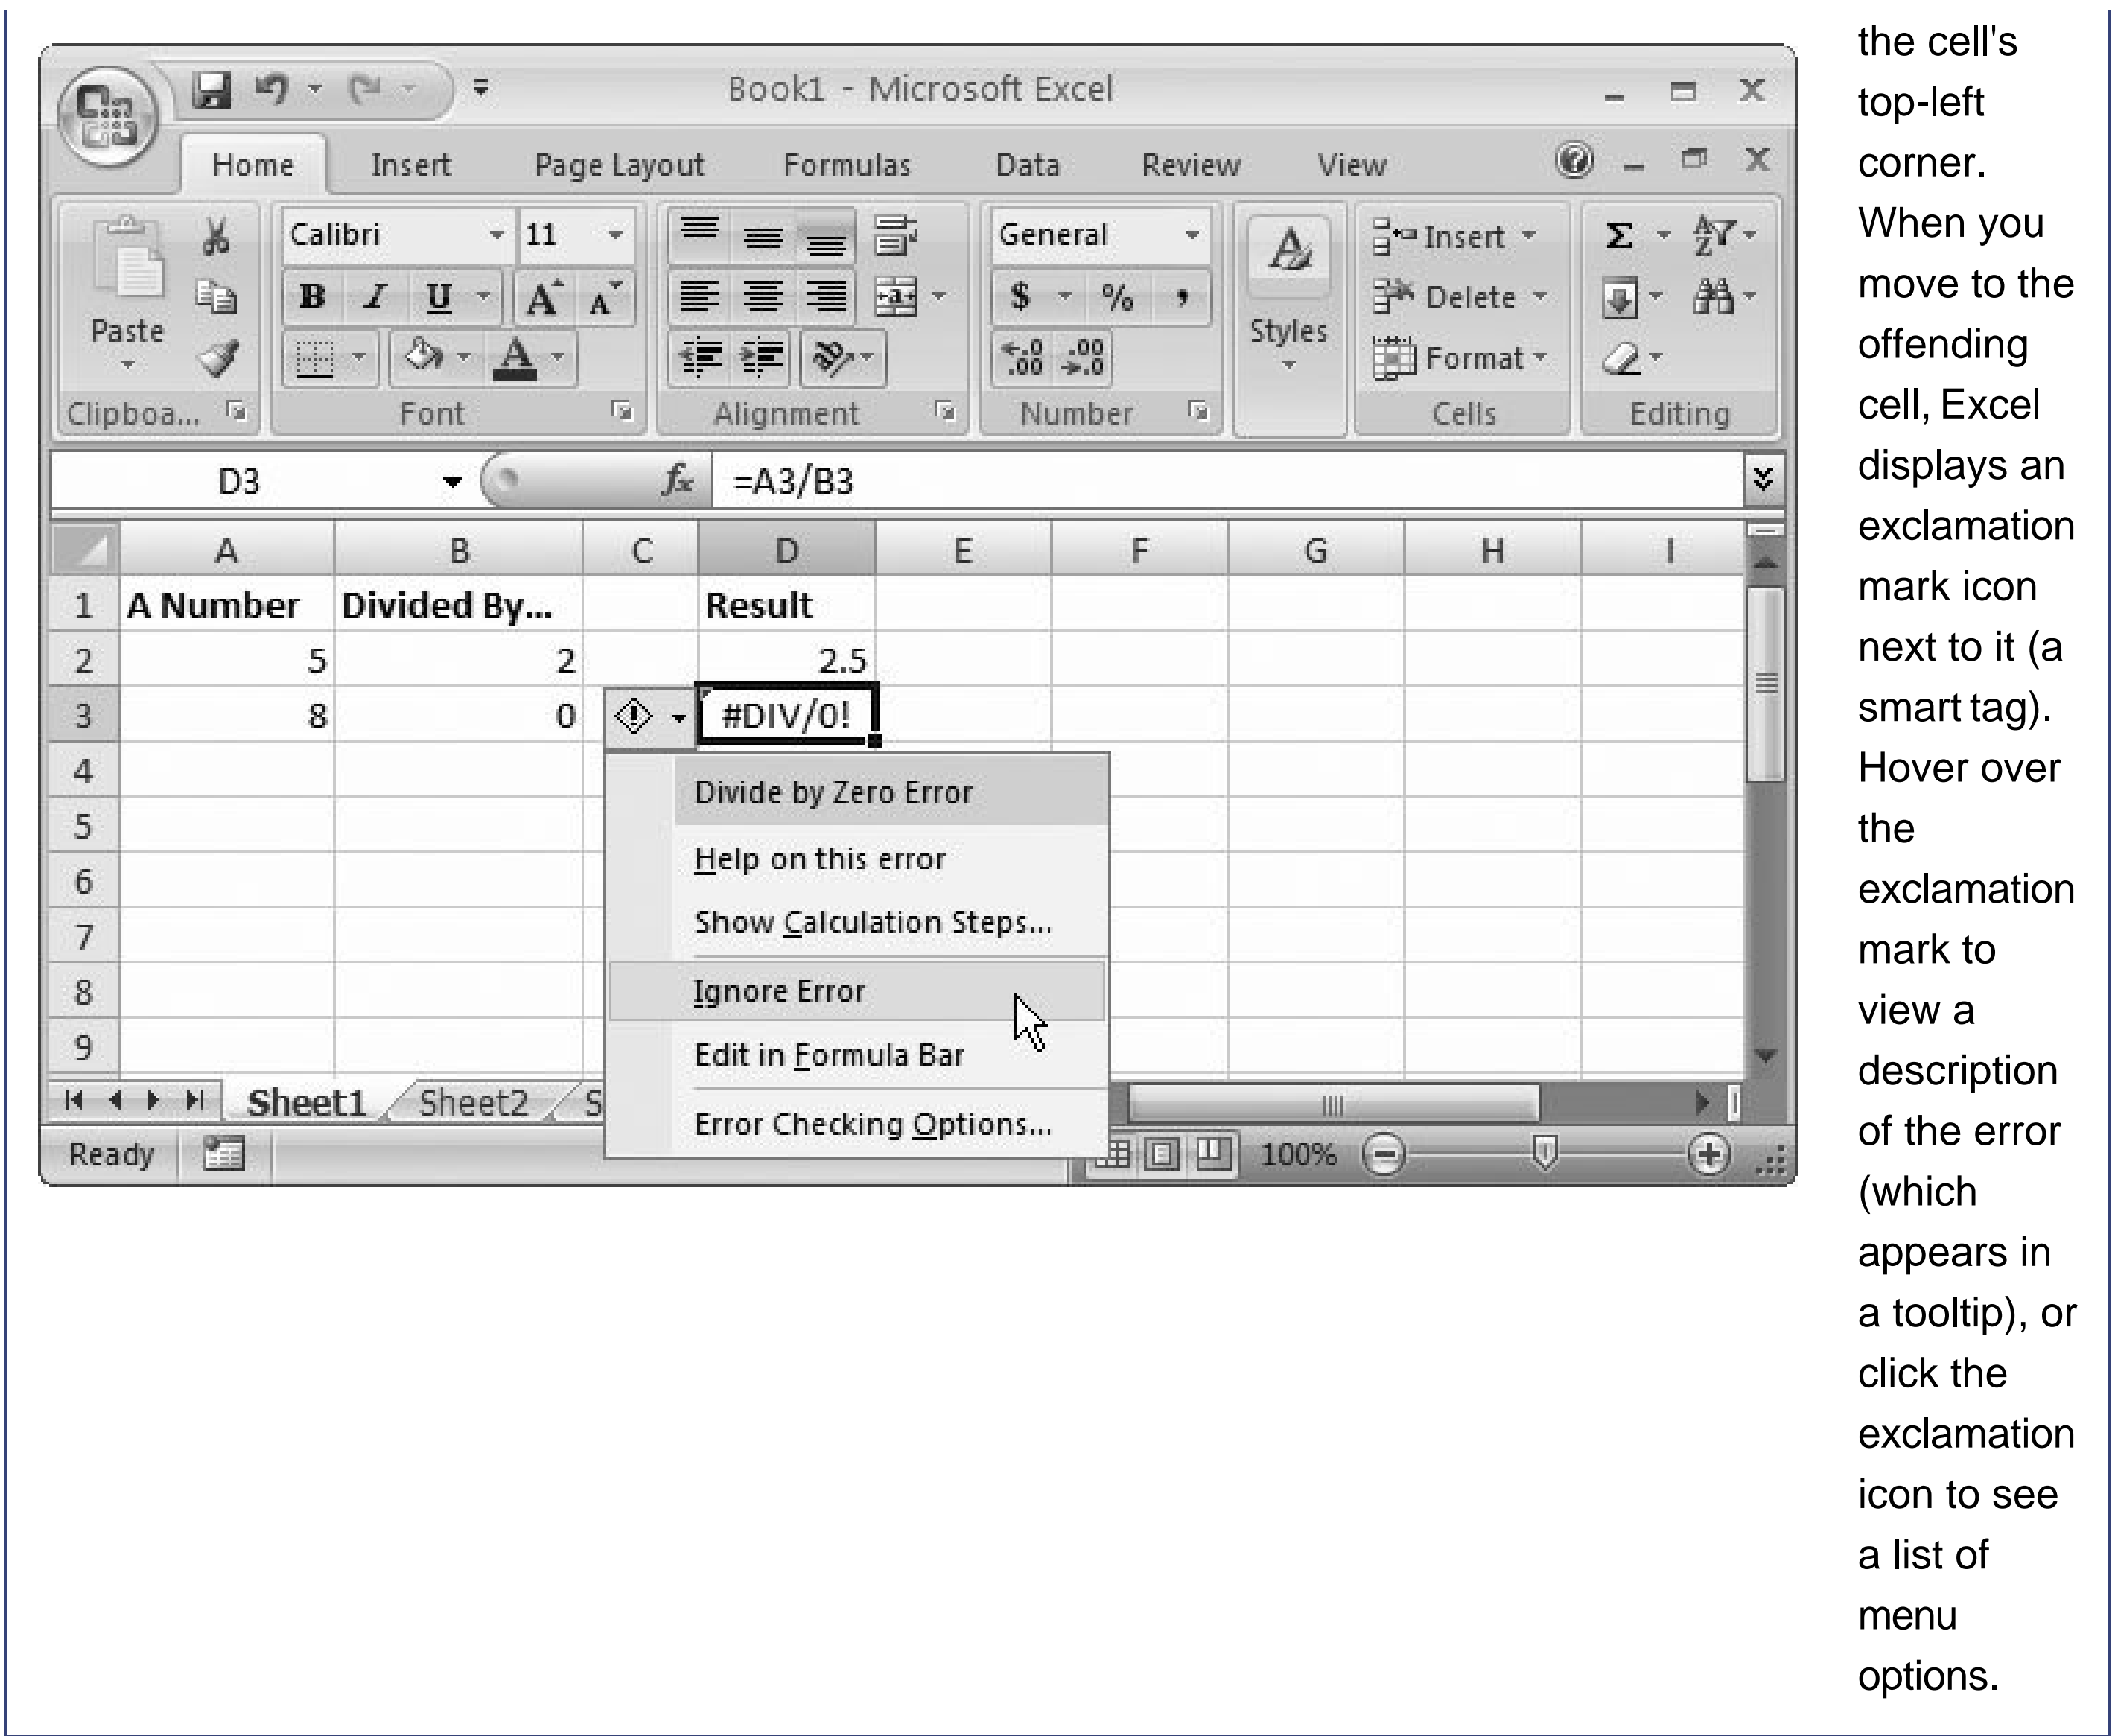 Book1 - Microsoft Excel
Home Insert Page Layout Formulas Data Review View
Calibri 11 General Insert
B I U A A $ % , Delete
Paste Styles
A .0 .00 .00 .0 Format
Clipboa... Font Alignment Number Cells Editing
D3 fx =A3/B3
A B C D E F G H I
1 A Number Divided By... Result
2 5 2 2.5
3 8 0 #DIV/0!
4
5
6
7
8
9
Divide by Zero Error
Help on this error
Show Calculation Steps...
Ignore Error
Edit in Formula Bar
Error Checking Options...
Sheet1 Sheet2 S
Ready 100%
the cell's
top-left
corner.
When you
move to the
offending
cell, Excel
displays an
exclamation
mark icon
next to it (a
smart tag).
Hover over
the
exclamation
mark to
view a
description
of the error
(which
appears in
a tooltip), or
click the
exclamation
icon to see
a list of
menu
options.